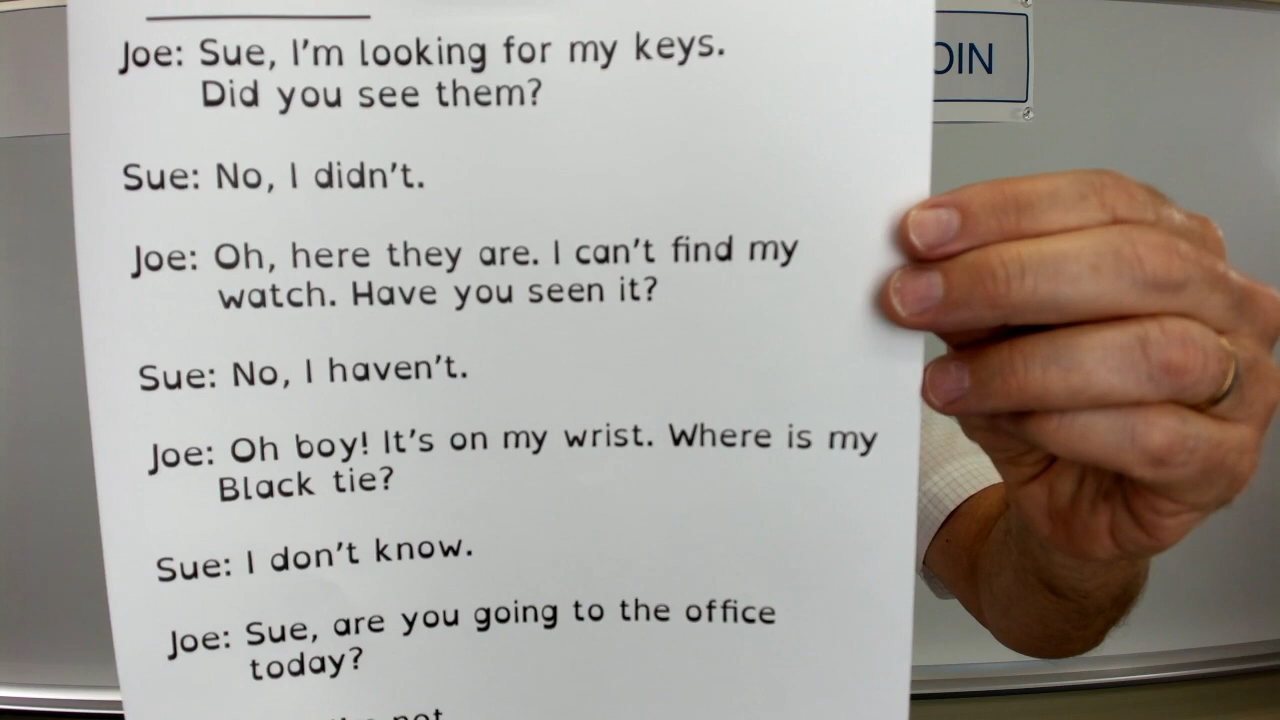 Joe: Sue, I'm looking for my keys.
Did you see them?
Sue: No, I didn't.
Joe: Oh, here they are. I can't find my
watch. Have you seen it?
Sue: No, I haven't.
Joe: Oh boy! It's on my wrist. Where is my
Black tie?
Sue: I don't know.
Joe: Sue, are you going to the office
today?
not
OIN